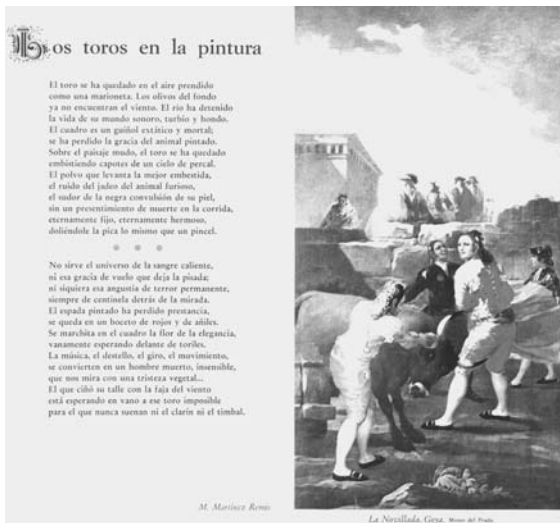 Los toros en la pintura
El toro se ha quedado en el aire prendido
como una marioneta. Los olivos del fondo
ya no encuentran el viento. El río ha detenido
la vida de su mundo sonoro, turbio y hondo.
El cuadro es un guiñol extático y mortal;
se ha perdido la gracia del animal pintado.
Sobre el paisaje mudo, el toro se ha quedado
embistiendo capotes de un cielo de percal.
El polvo que levanta la mejor embestida,
el ruido del jadeo del animal furioso,
el sudor de la negra convulsión de su piel,
sin un presentimiento de muerte en la corrida,
eternamente fijo, eternamente hermoso,
doliéndole la pica lo mismo que un pincel.
No sirve el universo de la sangre caliente,
ni esa gracia de vuelo que deja la pisada;
ni siquiera esa angustia de terror permanente,
siempre de centinela detrás de la mirada.
El espada pintado ha perdido prestancia,
se queda en un boceto de rojos y de añiles.
Se marchita en el cuadro la flor de la elegancia,
vanamente esperando delante de toriles.
La música, el destello, el giro, el movimiento,
se convierten en un hombre muerto, insensible,
que nos mira con una tristeza vegetal...
El que ciñó su talle con la faja del viento
está esperando en vano a ese toro imposible
para el que nunca suenan ni el clarín ni el timbal.
M. Martínez Remis
La Novillada. Goya. Museo del Prado